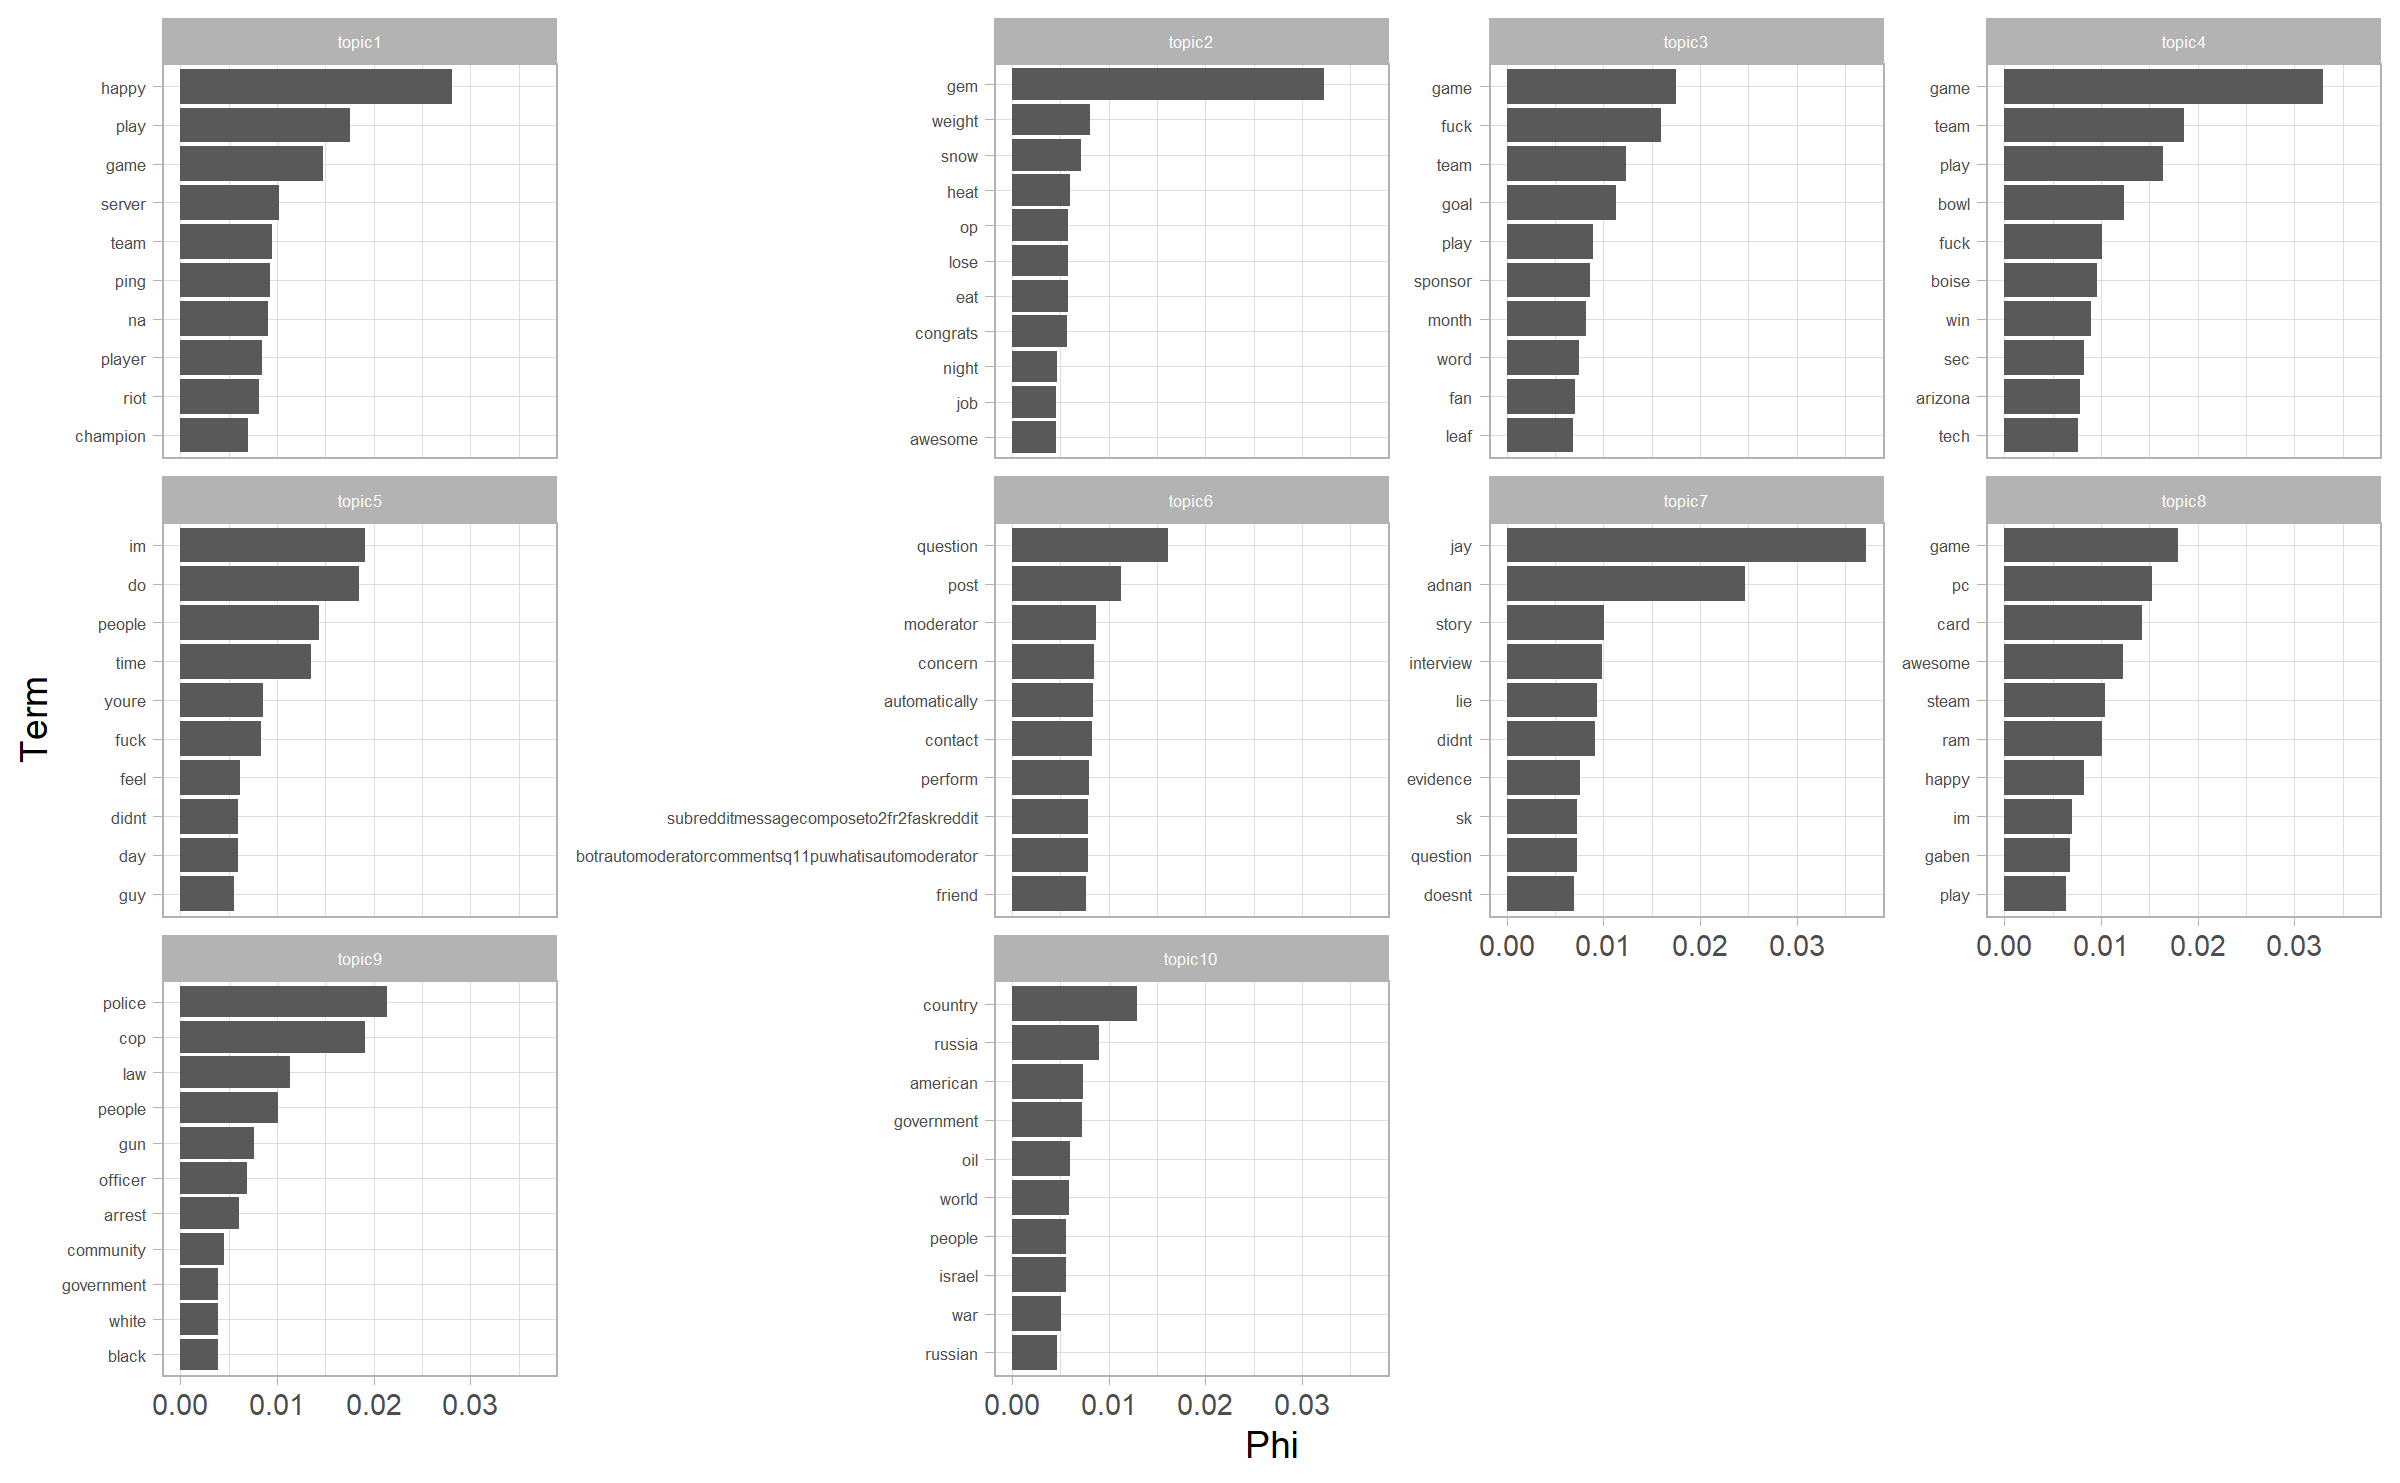 topic1
happy
play
game
server
team
ping
na
player
riot
champion
topic2
gem
weight
snow
heat
op
lose
eat
congrats
night
job
awesome
topic3
game
fuck
team
goal
play
sponsor
month
word
fan
leaf
topic4
game
team
play
bowl
fuck
boise
win
sec
arizona
tech
topic5
im
do
people
time
youre
fuck
feel
didnt
day
guy
topic6
question
post
moderator
concern
automatically
contact
perform
subredditmessagecomposeto2fr2faskreddit
botrautomoderatorcommentsq11puwhatisautomoderator
friend
topic7
jay
adnan
story
interview
lie
didnt
evidence
sk
question
doesnt
0.00 0.01 0.02 0.03
topic8
game
pc
card
awesome
steam
ram
happy
im
gaben
play
0.00 0.01 0.02 0.03
topic9
police
cop
law
people
gun
officer
arrest
community
government
white
black
0.00 0.01 0.02 0.03
topic10
country
russia
american
government
oil
world
people
israel
war
russian
0.00 0.01 0.02 0.03
Term
Phi